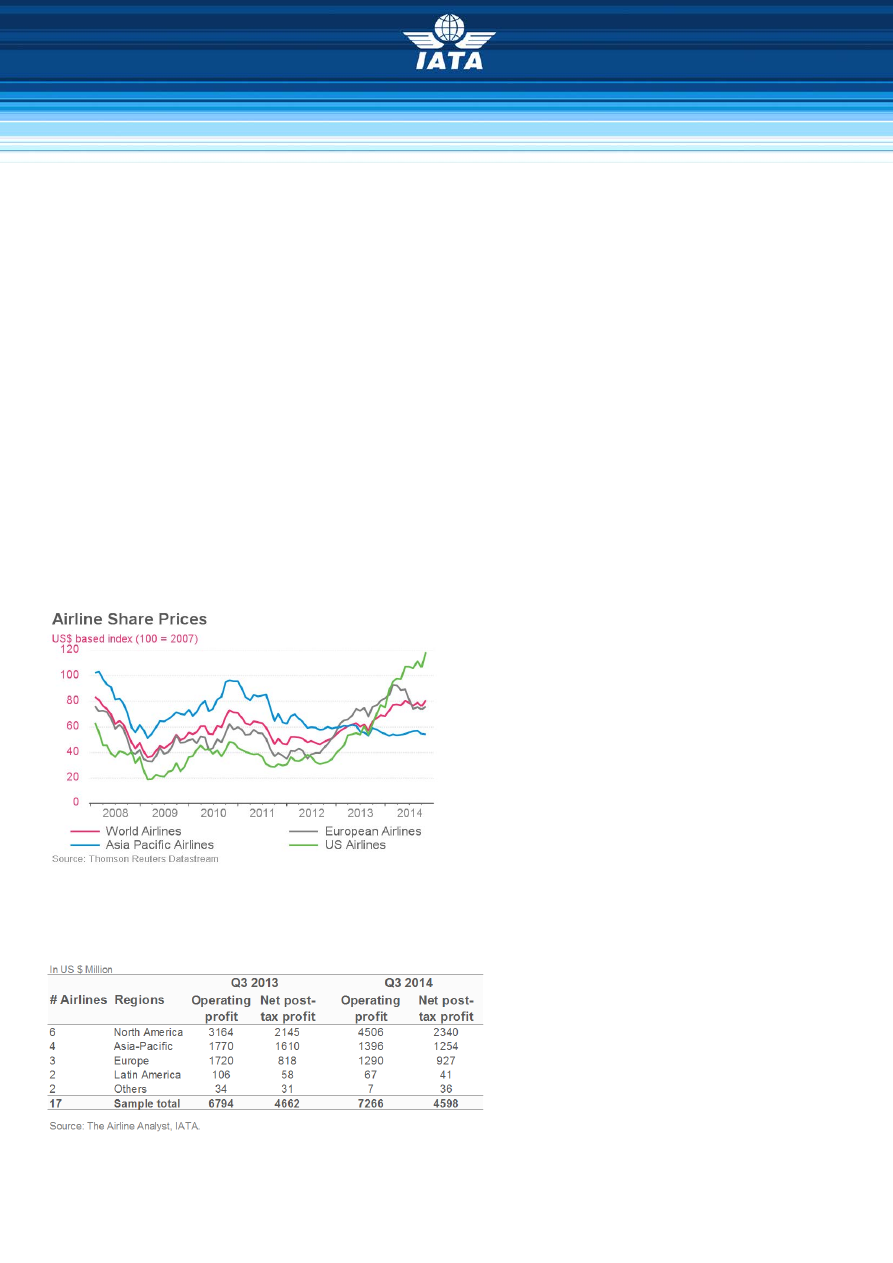 IATA
Airline Share Prices
US$ based index (100 = 2007)
120
100
80
60
40
20
0
2008 2009 2010 2011 2012 2013 2014
World Airlines European Airlines
Asia Pacific Airlines US Airlines
Source: Thomson Reuters Datastream
In US $ Million
Q3 2013 Q3 2014
# Airlines Regions Operating Net post- Operating Net post-
profit tax profit profit tax profit
6 North America 3164 2145 4506 2340
4 Asia-Pacific 1770 1610 1396 1254
3 Europe 1720 818 1290 927
2 Latin America 106 58 67 41
2 Others 34 31 7 36
17 Sample total 6794 4662 7266 4598
Source: The Airline Analyst, IATA.